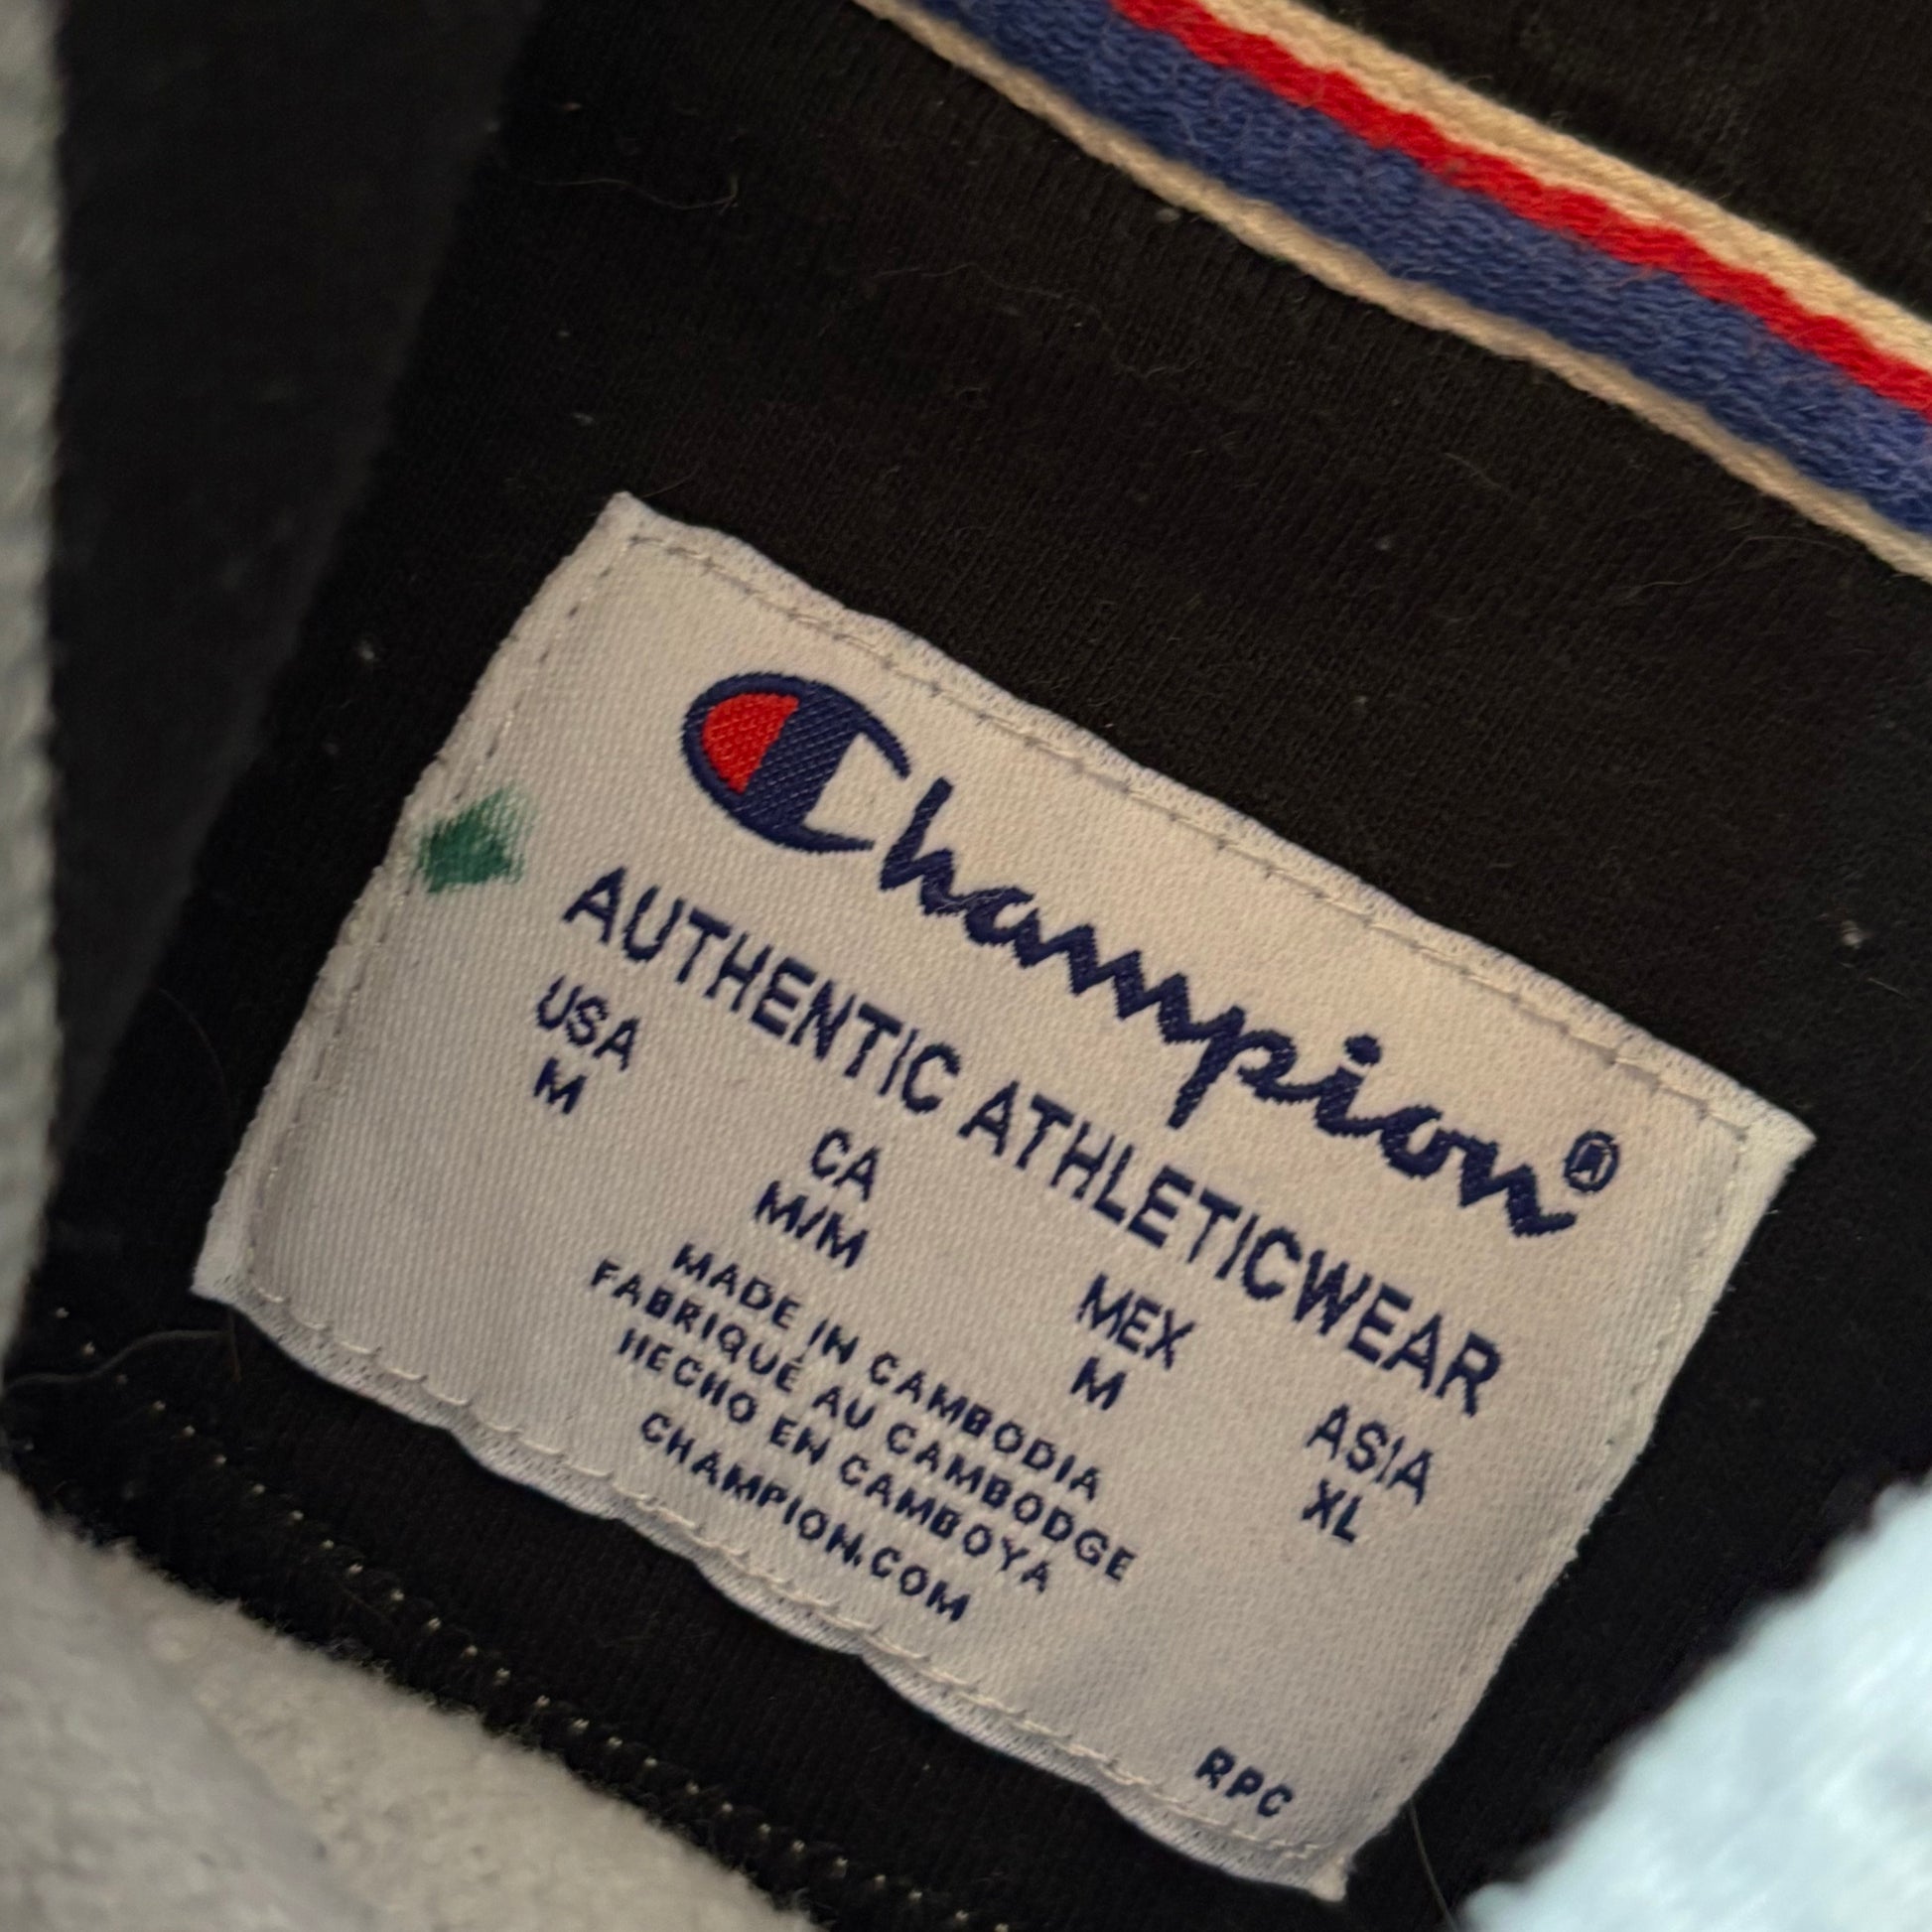 Champion®
AUTHENTIC ATHLETICWEAR
USA CA MEX ASIA
M M/M M XL
MADE IN CAMBODIA
FABRIQUÉ AU CAMBODGE
HECHO EN CAMBOYA
CHAMPION.COM
RPC